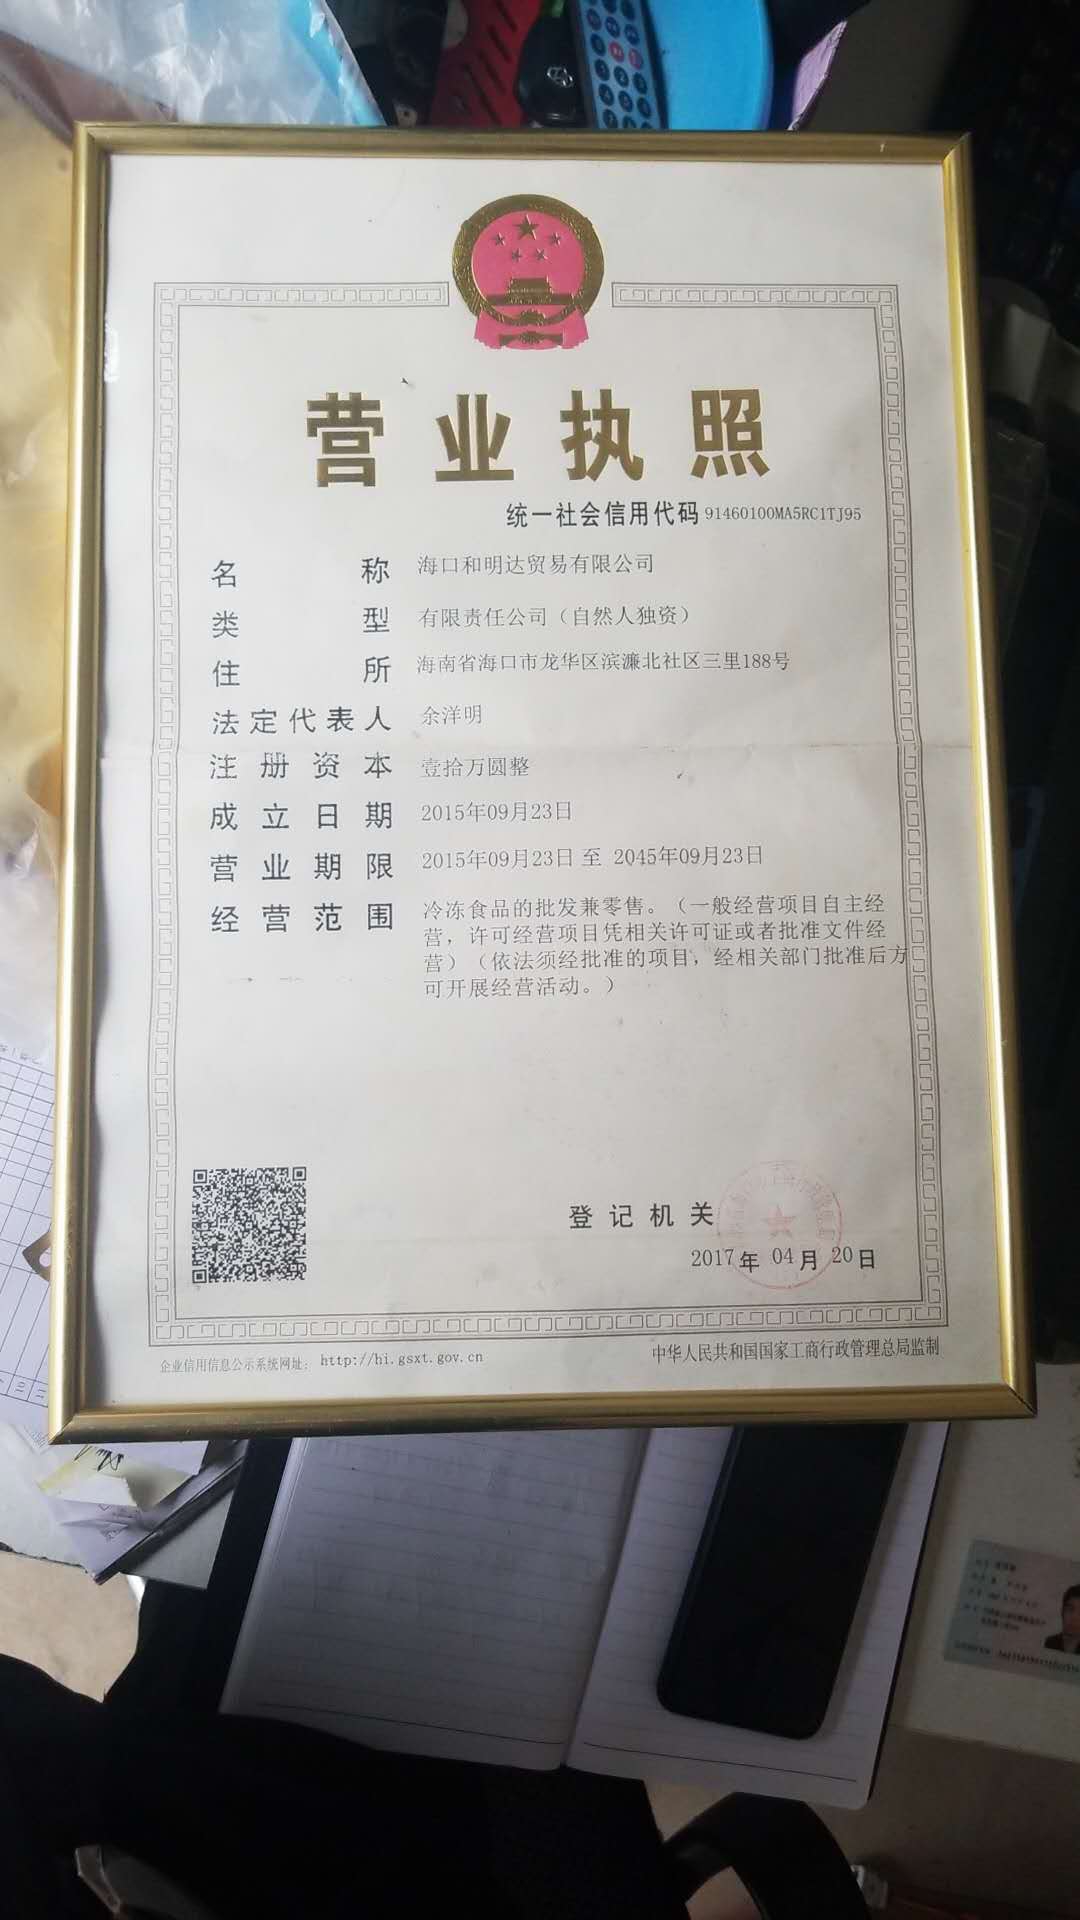 营业执照
统一社会信用代码 91460100MA5RC1TJ95
名称 海口和明达贸易有限公司
类型 有限责任公司（自然人独资）
住所 海南省海口市龙华区滨濂北社区三里188号
法定代表人 余洋明
注册资本 壹拾万圆整
成立日期 2015年09月23日
营业期限 2015年09月23日 至 2045年09月23日
经营范围 冷冻食品的批发兼零售。（一般经营项目自主经
营，许可经营项目凭相关许可证或者批准文件经
营）（依法须经批准的项目，经相关部门批准后方
可开展经营活动。）
登记机关
2017年 04月 20日
企业信用信息公示系统网址： http://hi.gsxt.gov.cn
中华人民共和国国家工商行政管理总局监制